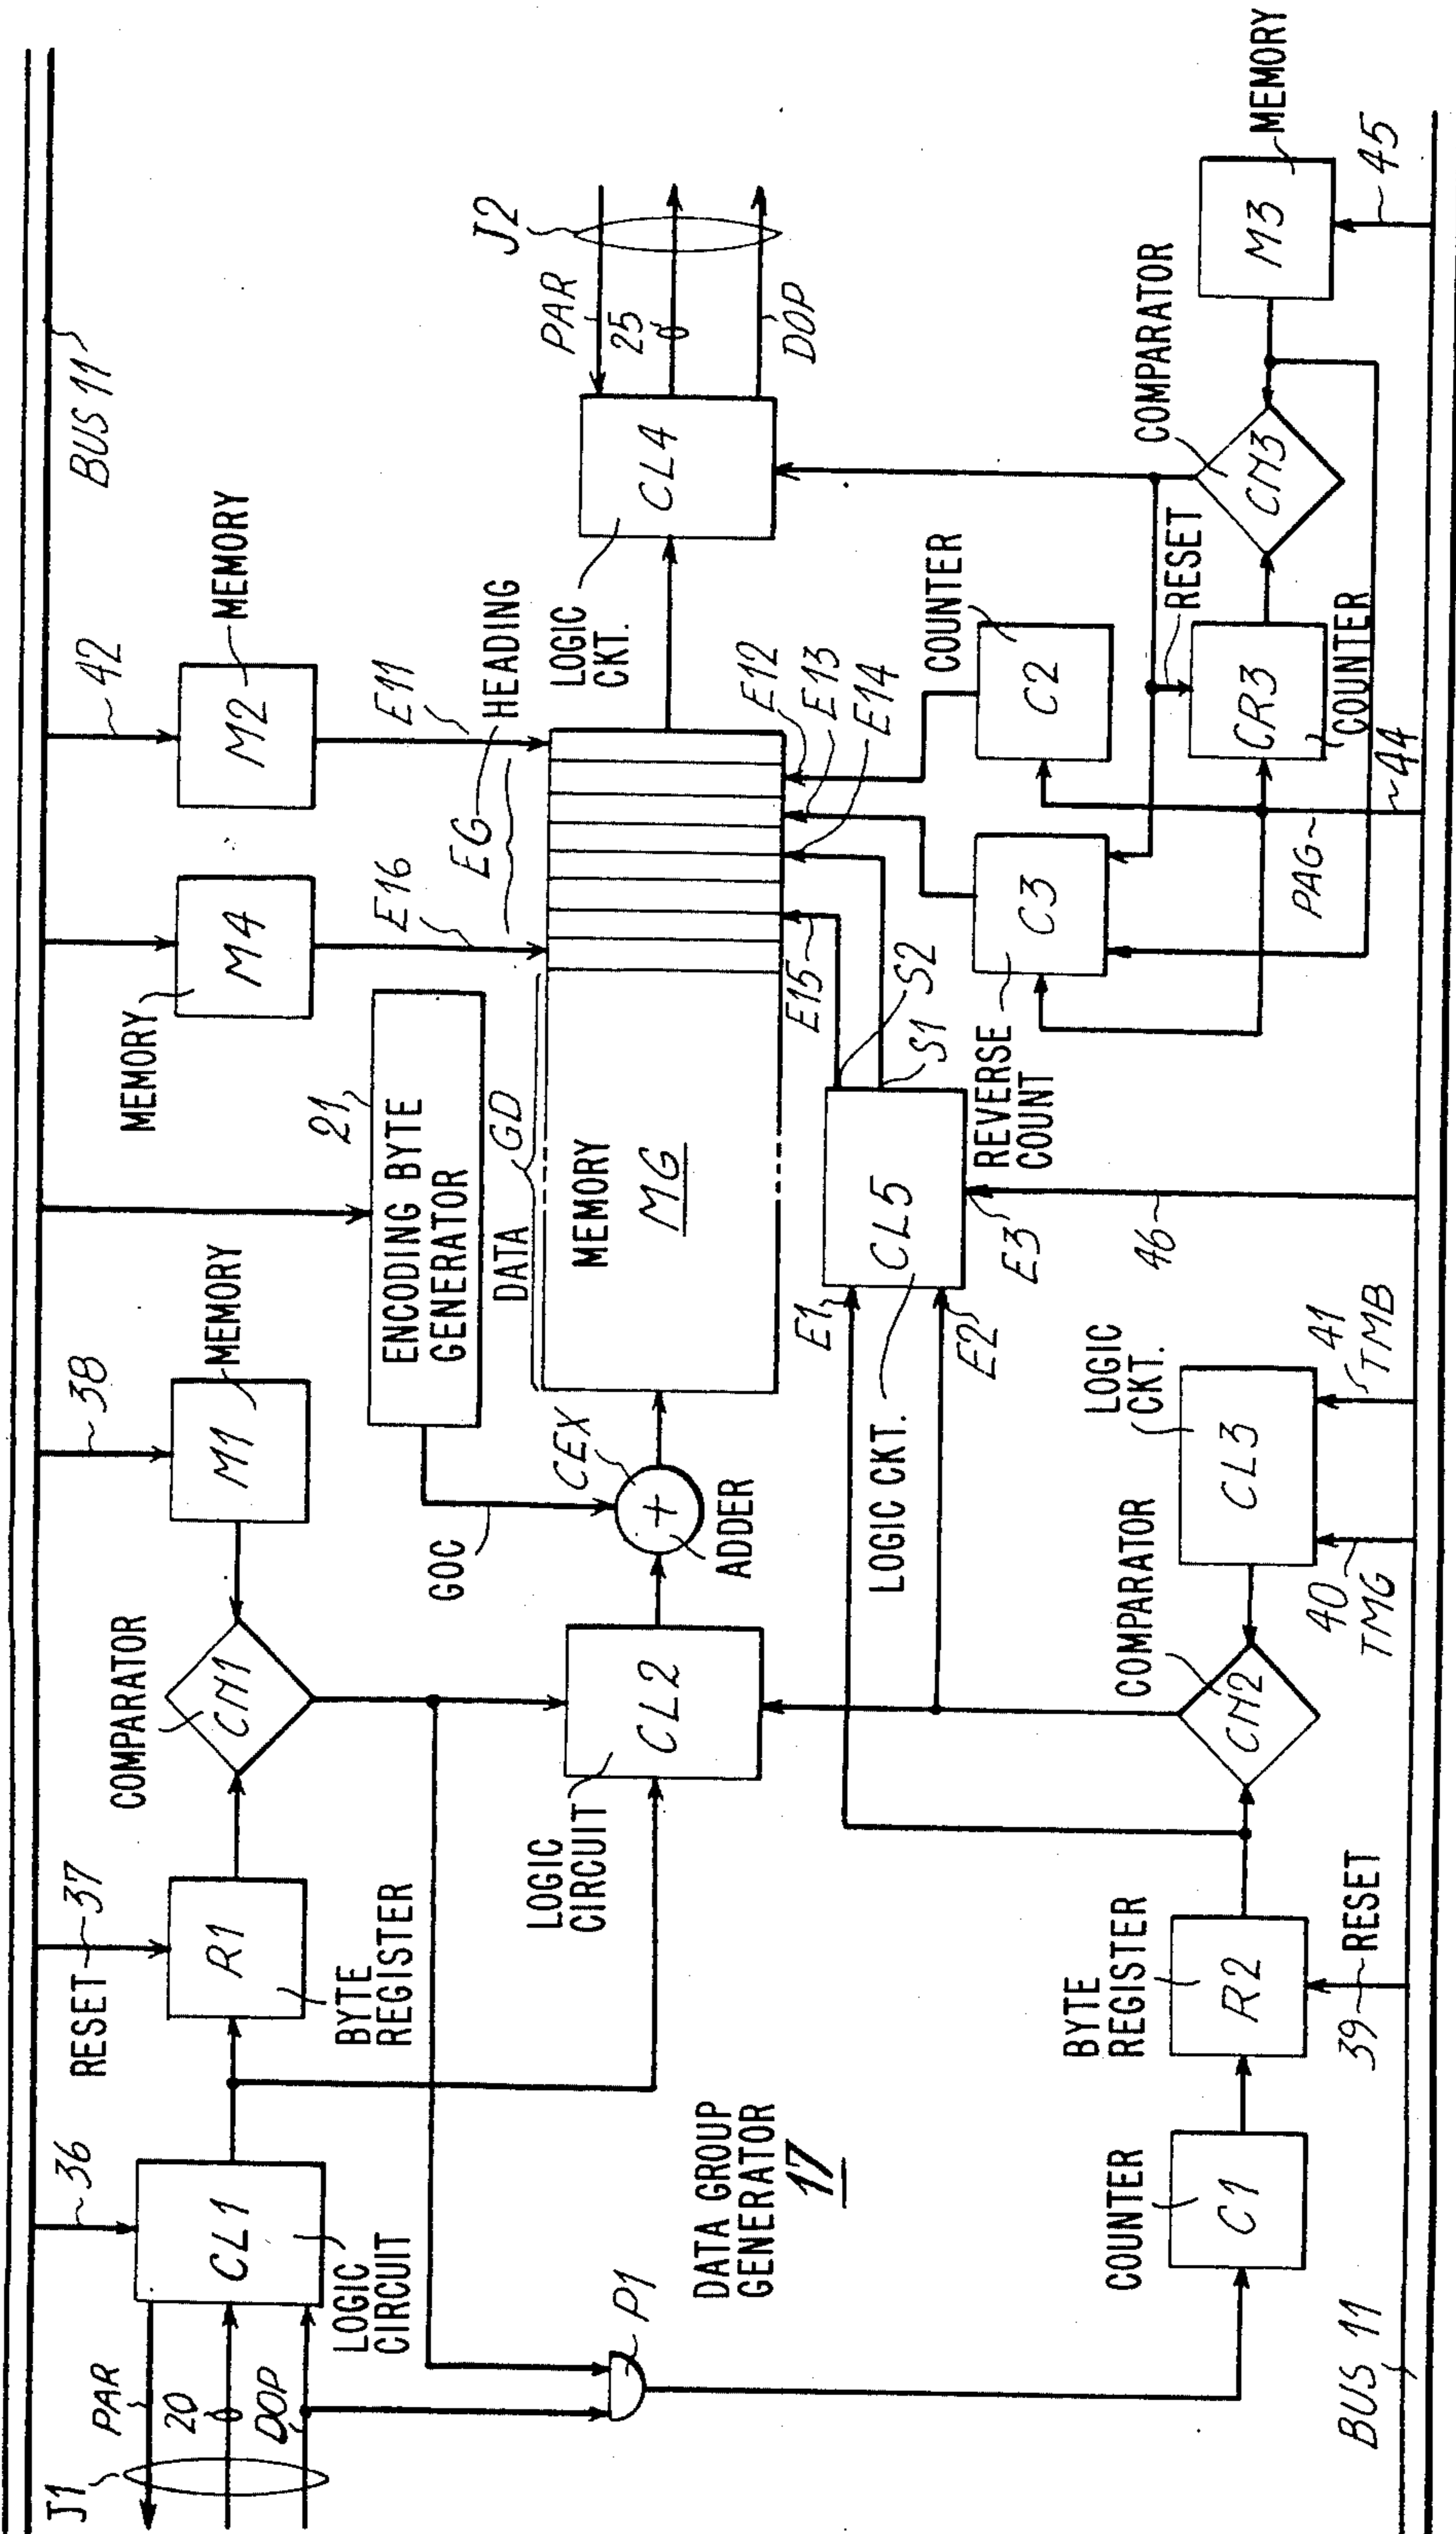 BUS 11
J1
PAR
20
DOP
36
CL1
LOGIC
CIRCUIT
RESET
37
R1
BYTE
REGISTER
COMPARATOR
CM1
38
M1
MEMORY
21
ENCODING BYTE
GENERATOR
MEMORY
M4
E16
42
M2
MEMORY
E11
EG
HEADING
DATA
GD
GOC
CEX
ADDER
LOGIC
CIRCUIT
CL2
MEMORY
MG
LOGIC
CKT.
CL4
PAR
25
DOP
J2
P1
DATA GROUP
GENERATOR
17
LOGIC CKT.
E1
E2
E3
CL5
E15
S2
S1
E12
E13
E14
REVERSE
COUNT
C3
COUNTER
C2
RESET
CR3
COUNTER
COMPARATOR
CM3
M3
MEMORY
45
COUNTER
C1
BYTE
REGISTER
R2
39
RESET
COMPARATOR
CM2
LOGIC
CKT.
CL3
40
TMG
41
TMB
46
PAG
44
BUS 11